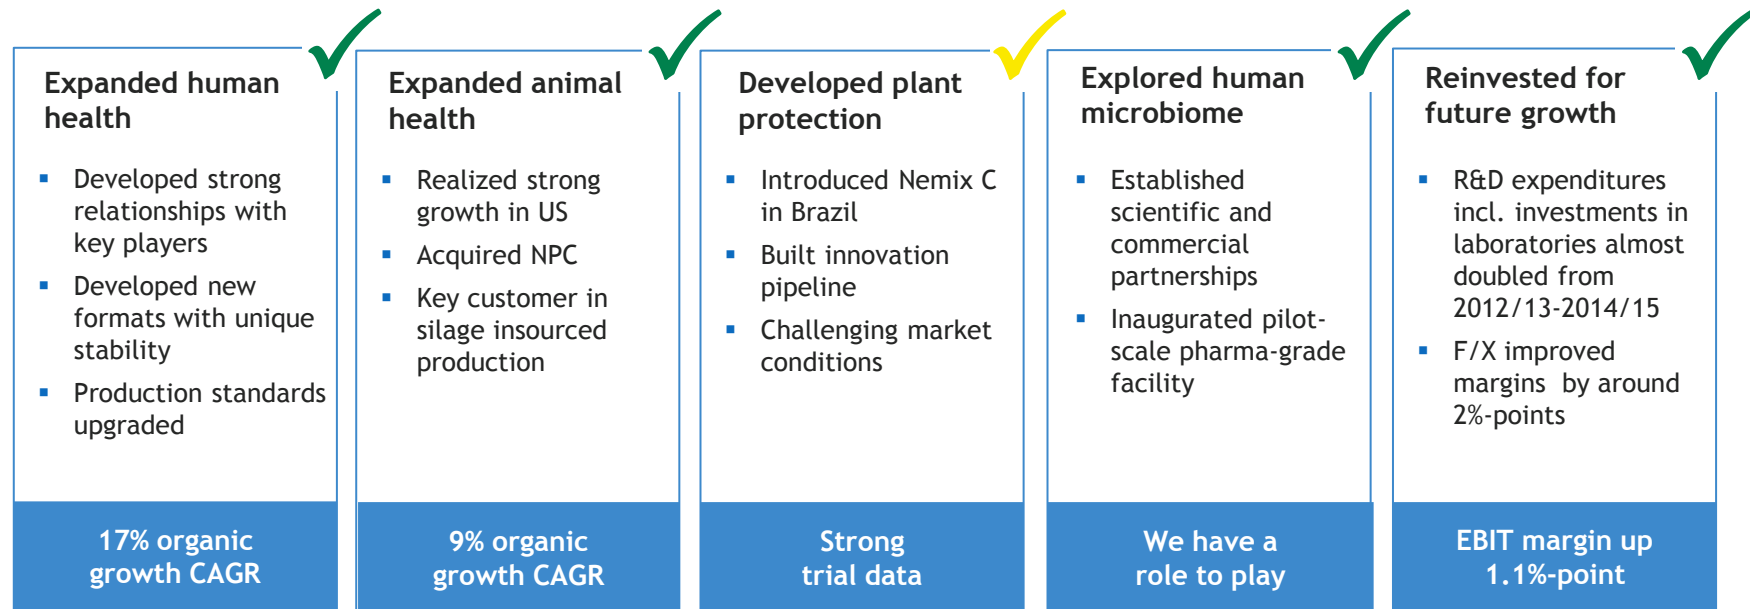 Expanded human
health
▪ Developed strong
relationships with
key players
▪ Developed new
formats with unique
stability
▪ Production standards
upgraded
17% organic
growth CAGR
Expanded animal
health
▪ Realized strong
growth in US
▪ Acquired NPC
▪ Key customer in
silage insourced
production
9% organic
growth CAGR
Developed plant
protection
▪ Introduced Nemix C
in Brazil
▪ Built innovation
pipeline
▪ Challenging market
conditions
Strong
trial data
Explored human
microbiome
▪ Established
scientific and
commercial
partnerships
▪ Inaugurated pilot-
scale pharma-grade
facility
We have a
role to play
Reinvested for
future growth
▪ R&D expenditures
incl. investments in
laboratories almost
doubled from
2012/13-2014/15
▪ F/X improved
margins by around
2%-points
EBIT margin up
1.1%-point